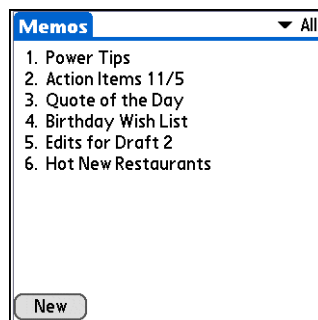 Memos
All
1. Power Tips
2. Action Items 11/5
3. Quote of the Day
4. Birthday Wish List
5. Edits for Draft 2
6. Hot New Restaurants
New